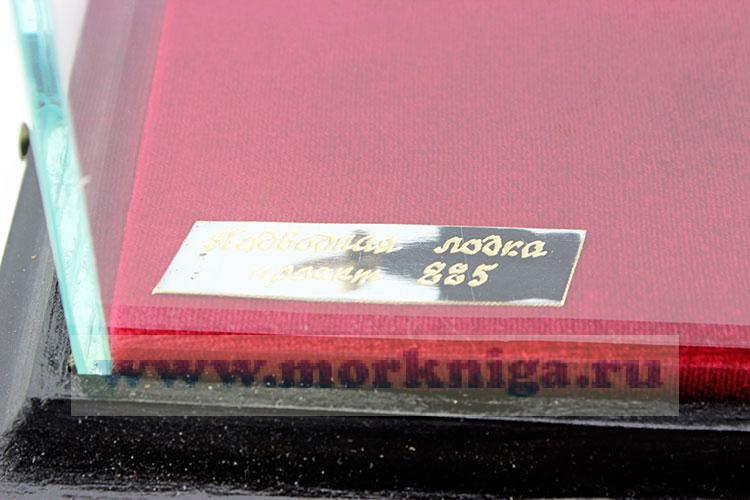 Подводная лодка
проект 885
www.morkniga.ru